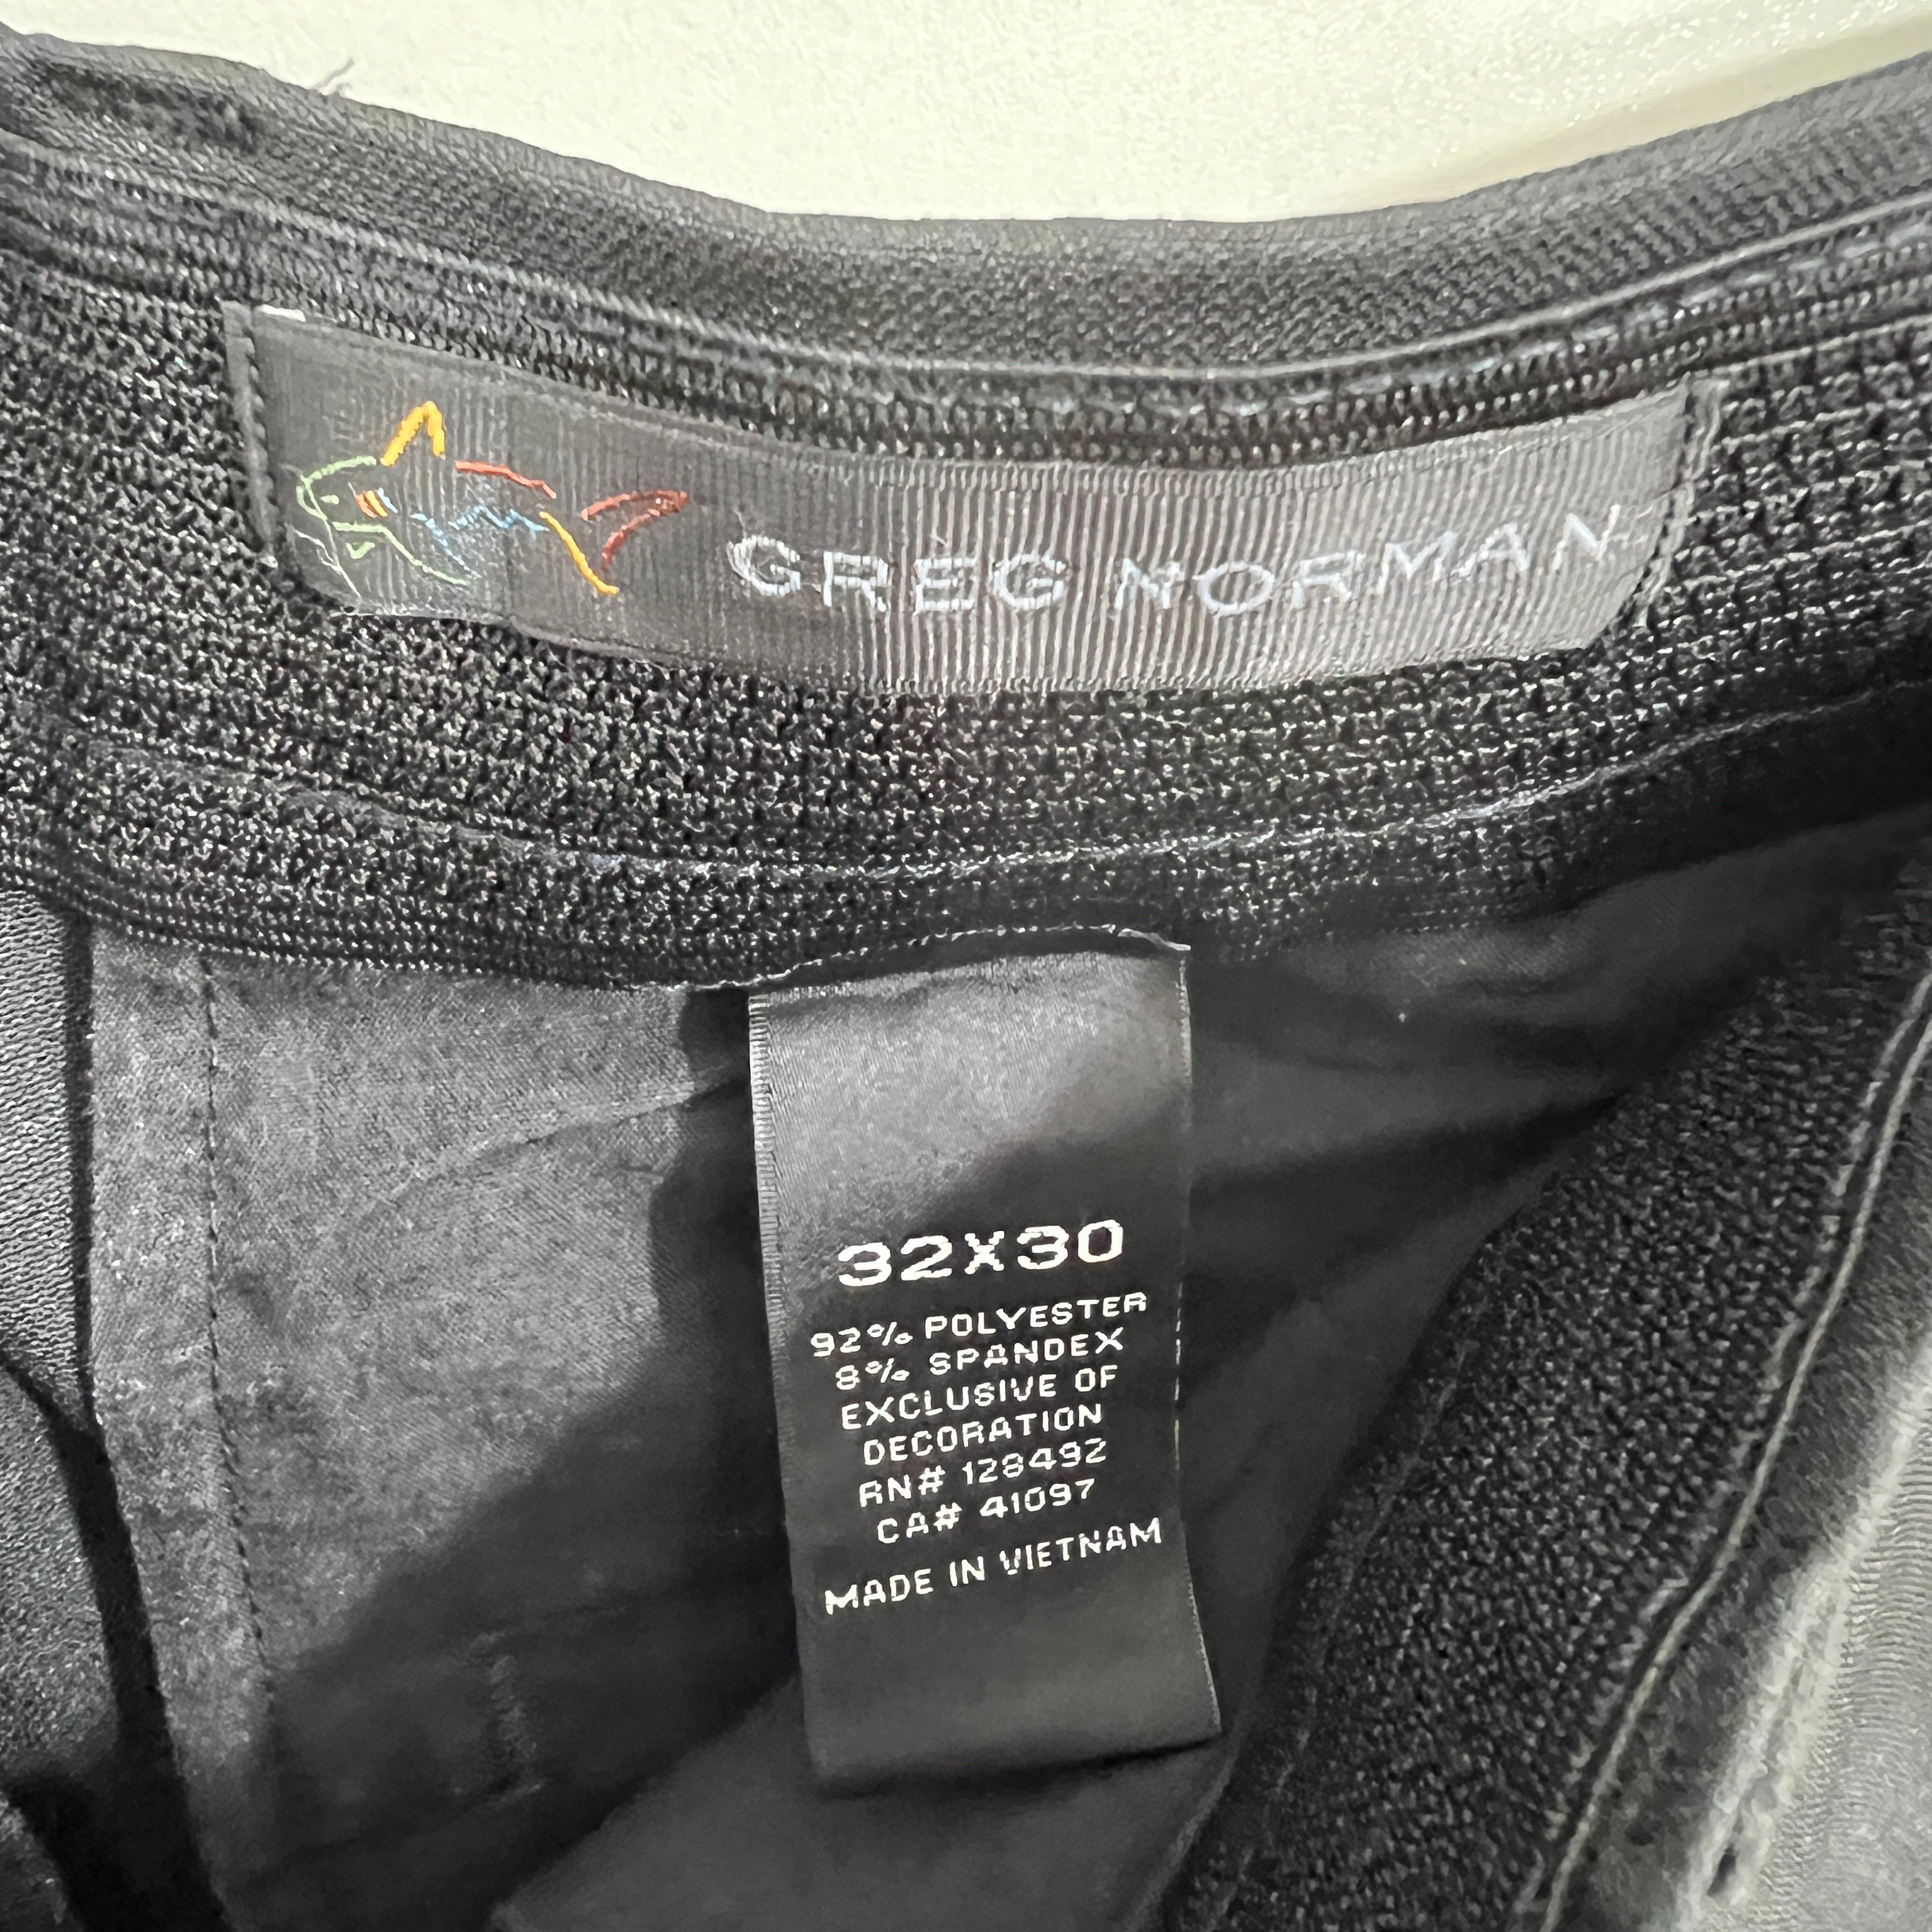 GREG NORMAN
32X30
92% POLYESTER
8% SPANDEX
EXCLUSIVE OF
DECORATION
RN# 128492
CA# 41097
MADE IN VIETNAM